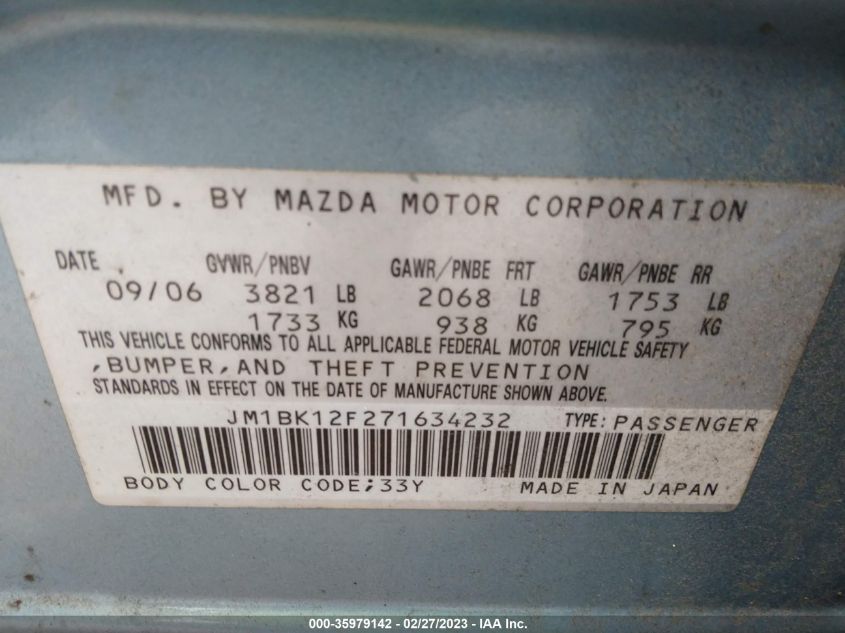 MFD. BY MAZDA MOTOR CORPORATION
DATE GVWR/PNBV GAWR/PNBE FRT GAWR/PNBE RR
09/06 3821 LB 2068 LB 1753 LB
1733 KG 938 KG 795 KG
THIS VEHICLE CONFORMS TO ALL APPLICABLE FEDERAL MOTOR VEHICLE SAFETY
,BUMPER,AND THEFT PREVENTION
STANDARDS IN EFFECT ON THE DATE OF MANUFACTURE SHOWN ABOVE.
JM1BK12F271634232 TYPE: PASSENGER
BODY COLOR CODE;33Y MADE IN JAPAN
000-35979142 - 02/27/2023 - IAA Inc.